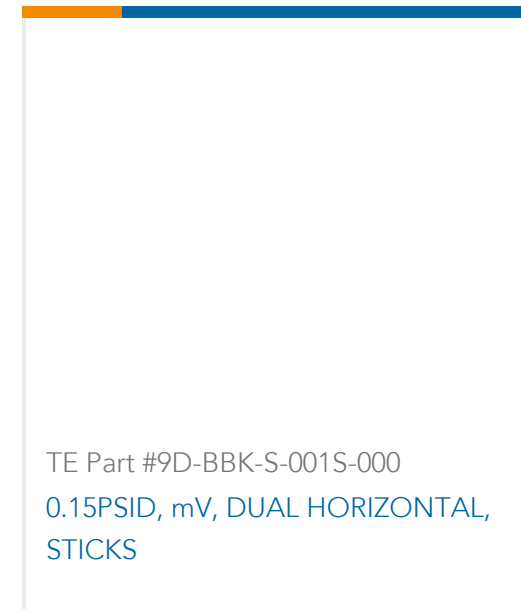 TE Part #9D-BBK-S-001S-000
0.15PSID, mV, DUAL HORIZONTAL,
STICKS